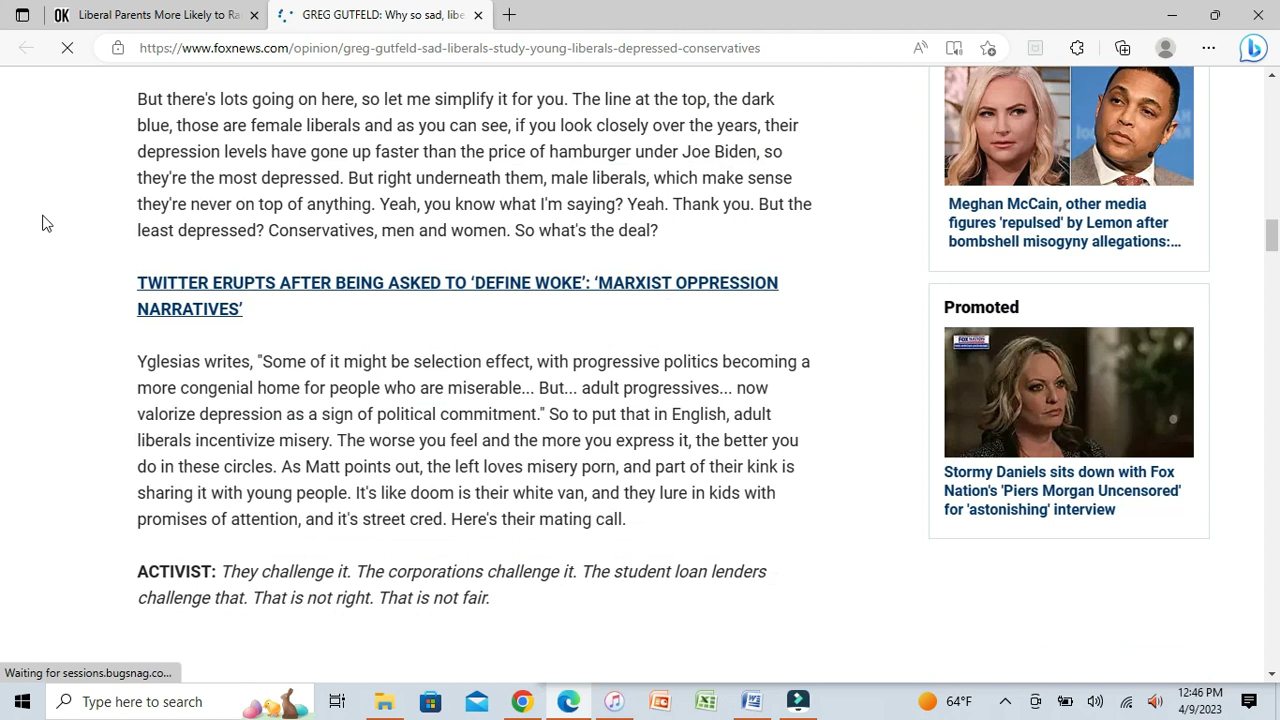 Liberal Parents More Likely to Ra
GREG GUTFELD: Why so sad, libe
https://www.foxnews.com/opinion/greg-gutfeld-sad-liberals-study-young-liberals-depressed-conservatives
But there's lots going on here, so let me simplify it for you. The line at the top, the dark
blue, those are female liberals and as you can see, if you look closely over the years, their
depression levels have gone up faster than the price of hamburger under Joe Biden, so
they're the most depressed. But right underneath them, male liberals, which make sense
they're never on top of anything. Yeah, you know what I'm saying? Yeah. Thank you. But the
least depressed? Conservatives, men and women. So what's the deal?
TWITTER ERUPTS AFTER BEING ASKED TO ‘DEFINE WOKE’: ‘MARXIST OPPRESSION
NARRATIVES’
Yglesias writes, "Some of it might be selection effect, with progressive politics becoming a
more congenial home for people who are miserable... But... adult progressives... now
valorize depression as a sign of political commitment." So to put that in English, adult
liberals incentivize misery. The worse you feel and the more you express it, the better you
do in these circles. As Matt points out, the left loves misery porn, and part of their kink is
sharing it with young people. It's like doom is their white van, and they lure in kids with
promises of attention, and it's street cred. Here's their mating call.
ACTIVIST: They challenge it. The corporations challenge it. The student loan lenders
challenge that. That is not right. That is not fair.
Meghan McCain, other media
figures 'repulsed' by Lemon after
bombshell misogyny allegations:...
Promoted
FOX NATION
Stormy Daniels sits down with Fox
Nation's 'Piers Morgan Uncensored'
for 'astonishing' interview
Waiting for sessions.bugsnag.co...
Type here to search
64°F
12:46 PM
4/9/2023